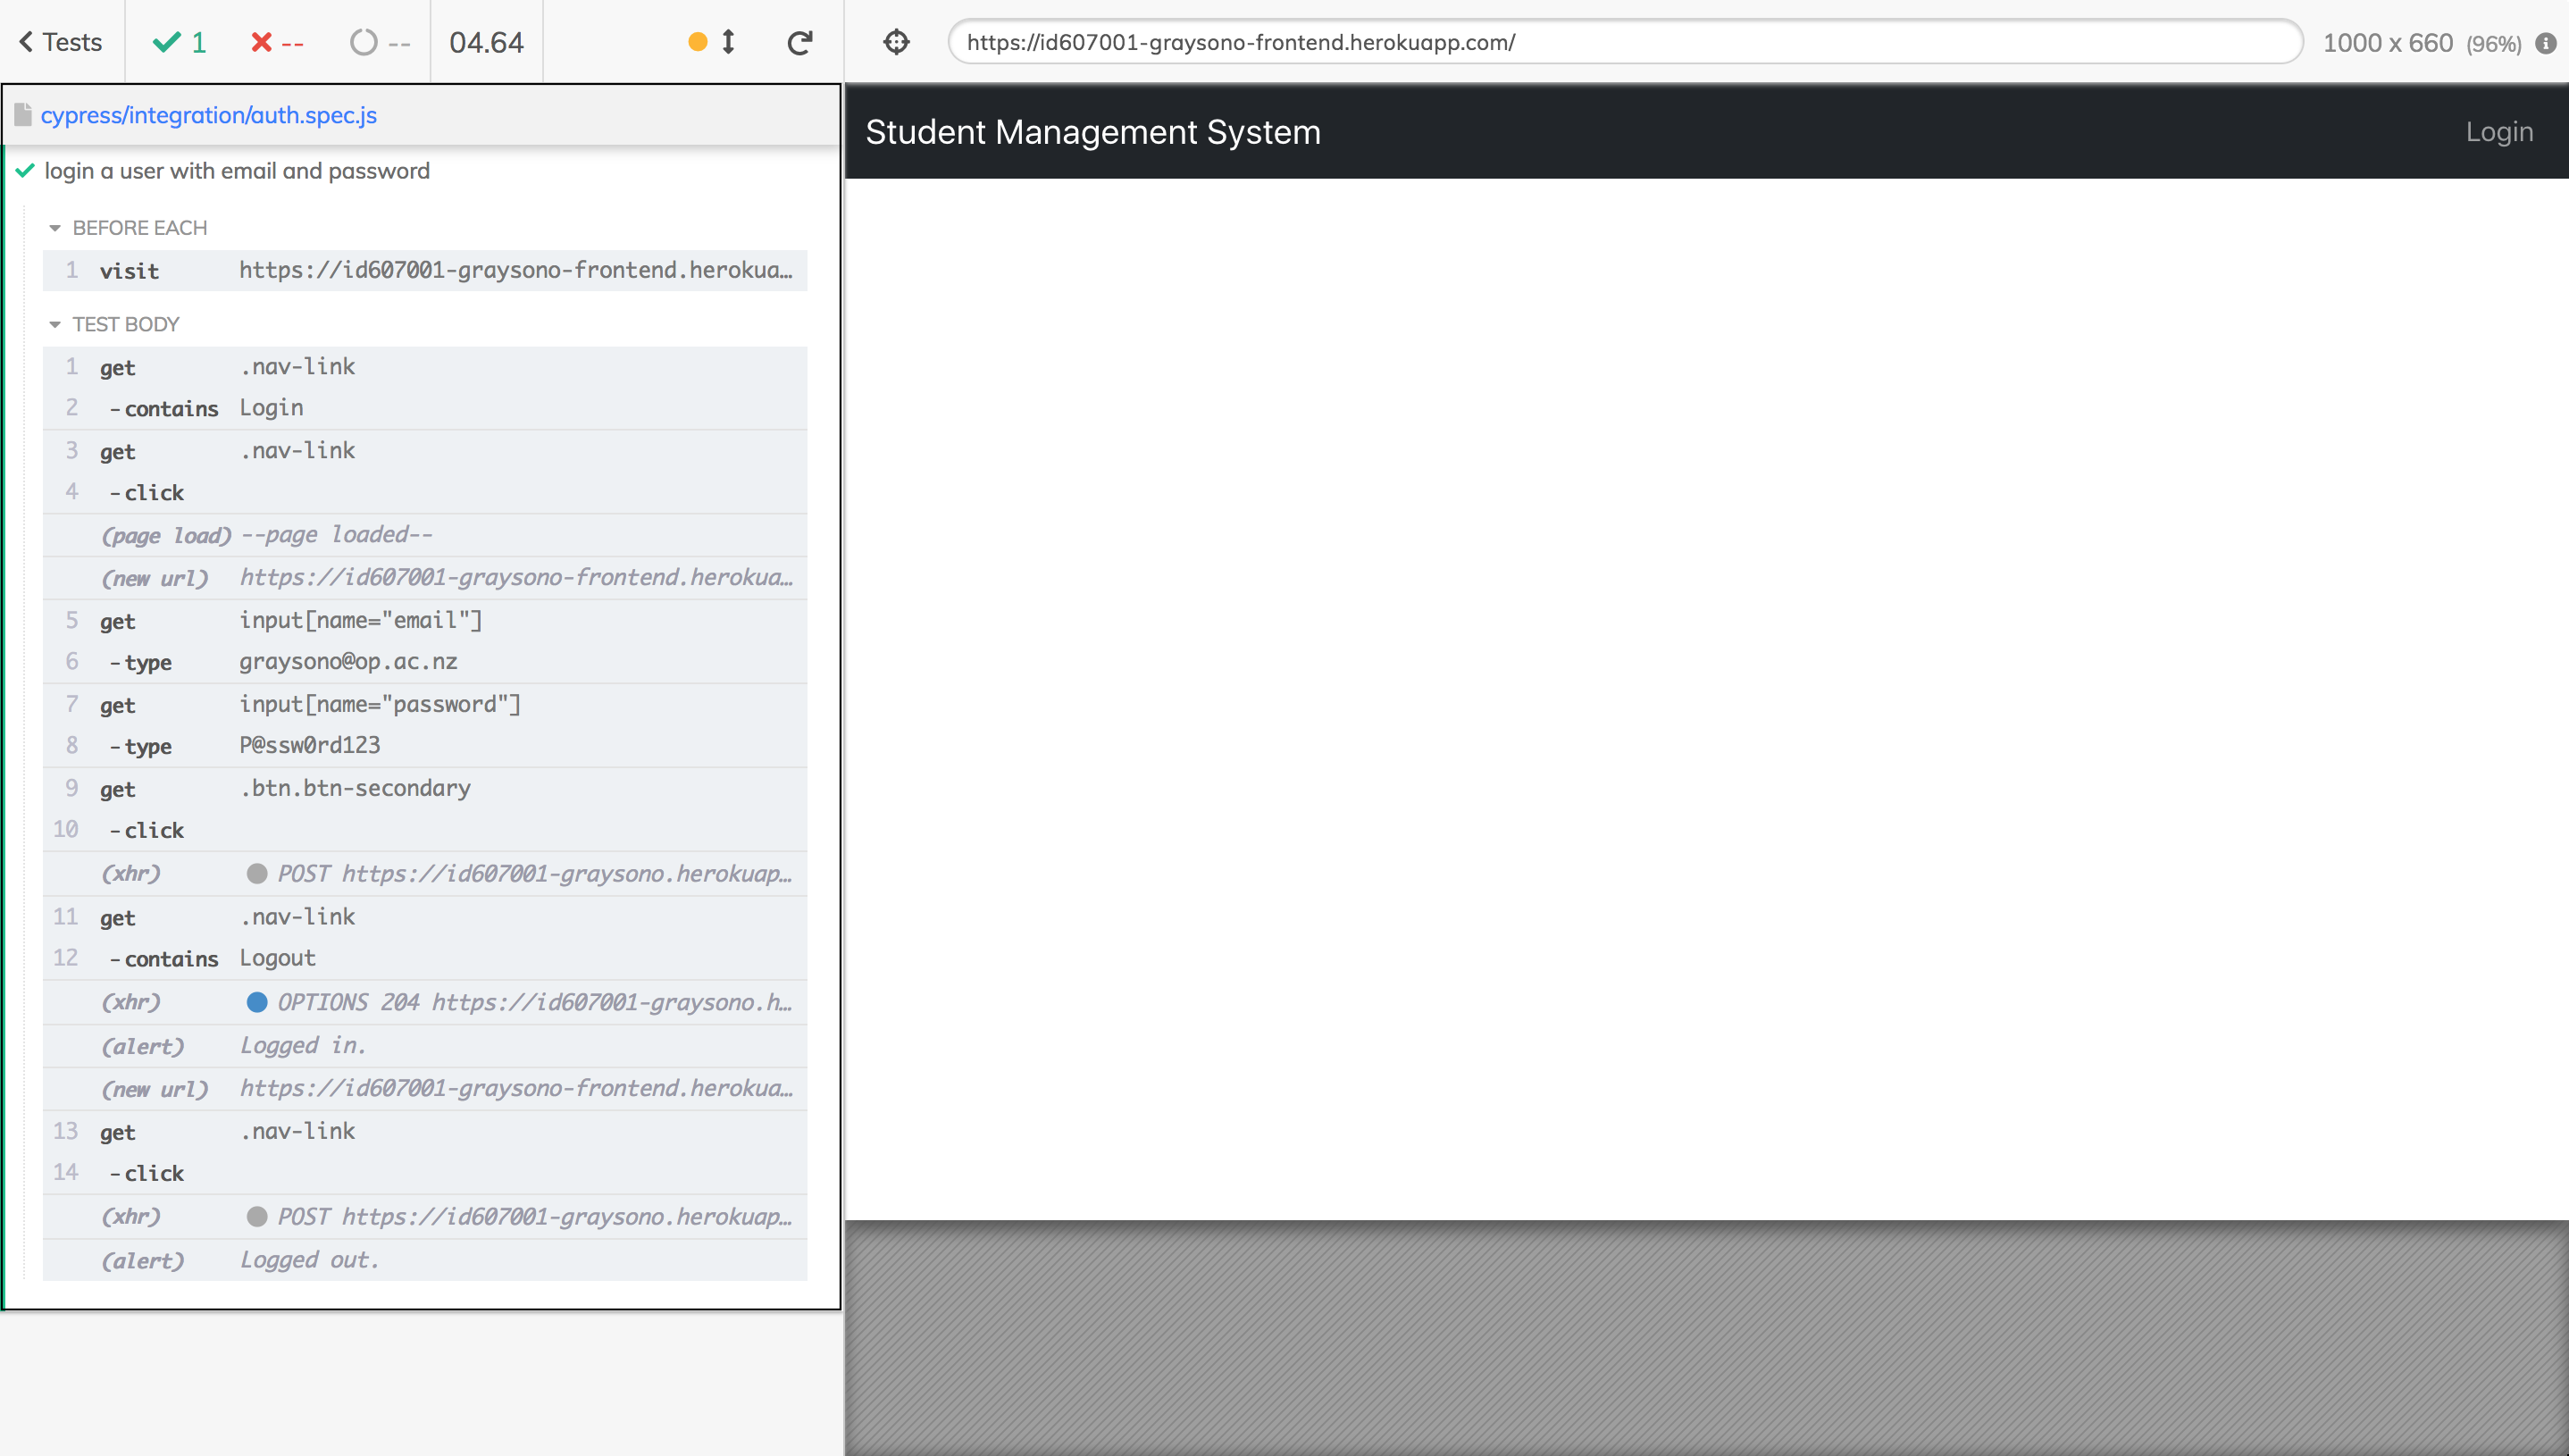 Tests 1 -- -- 04.64
https://id607001-graysono-frontend.herokuapp.com/ 1000 x 660 (96%)
cypress/integration/auth.spec.js
login a user with email and password
BEFORE EACH
1 visit https://id607001-graysono-frontend.herokua…
TEST BODY
1 get .nav-link
2 -contains Login
3 get .nav-link
4 -click
(page load) --page loaded--
(new url) https://id607001-graysono-frontend.herokua…
5 get input[name="email"]
6 -type graysono@op.ac.nz
7 get input[name="password"]
8 -type P@ssw0rd123
9 get .btn.btn-secondary
10 -click
(xhr) POST https://id607001-graysono.herokuap…
11 get .nav-link
12 -contains Logout
(xhr) OPTIONS 204 https://id607001-graysono.h…
(alert) Logged in.
(new url) https://id607001-graysono-frontend.herokua…
13 get .nav-link
14 -click
(xhr) POST https://id607001-graysono.herokuap…
(alert) Logged out.
Student Management System Login